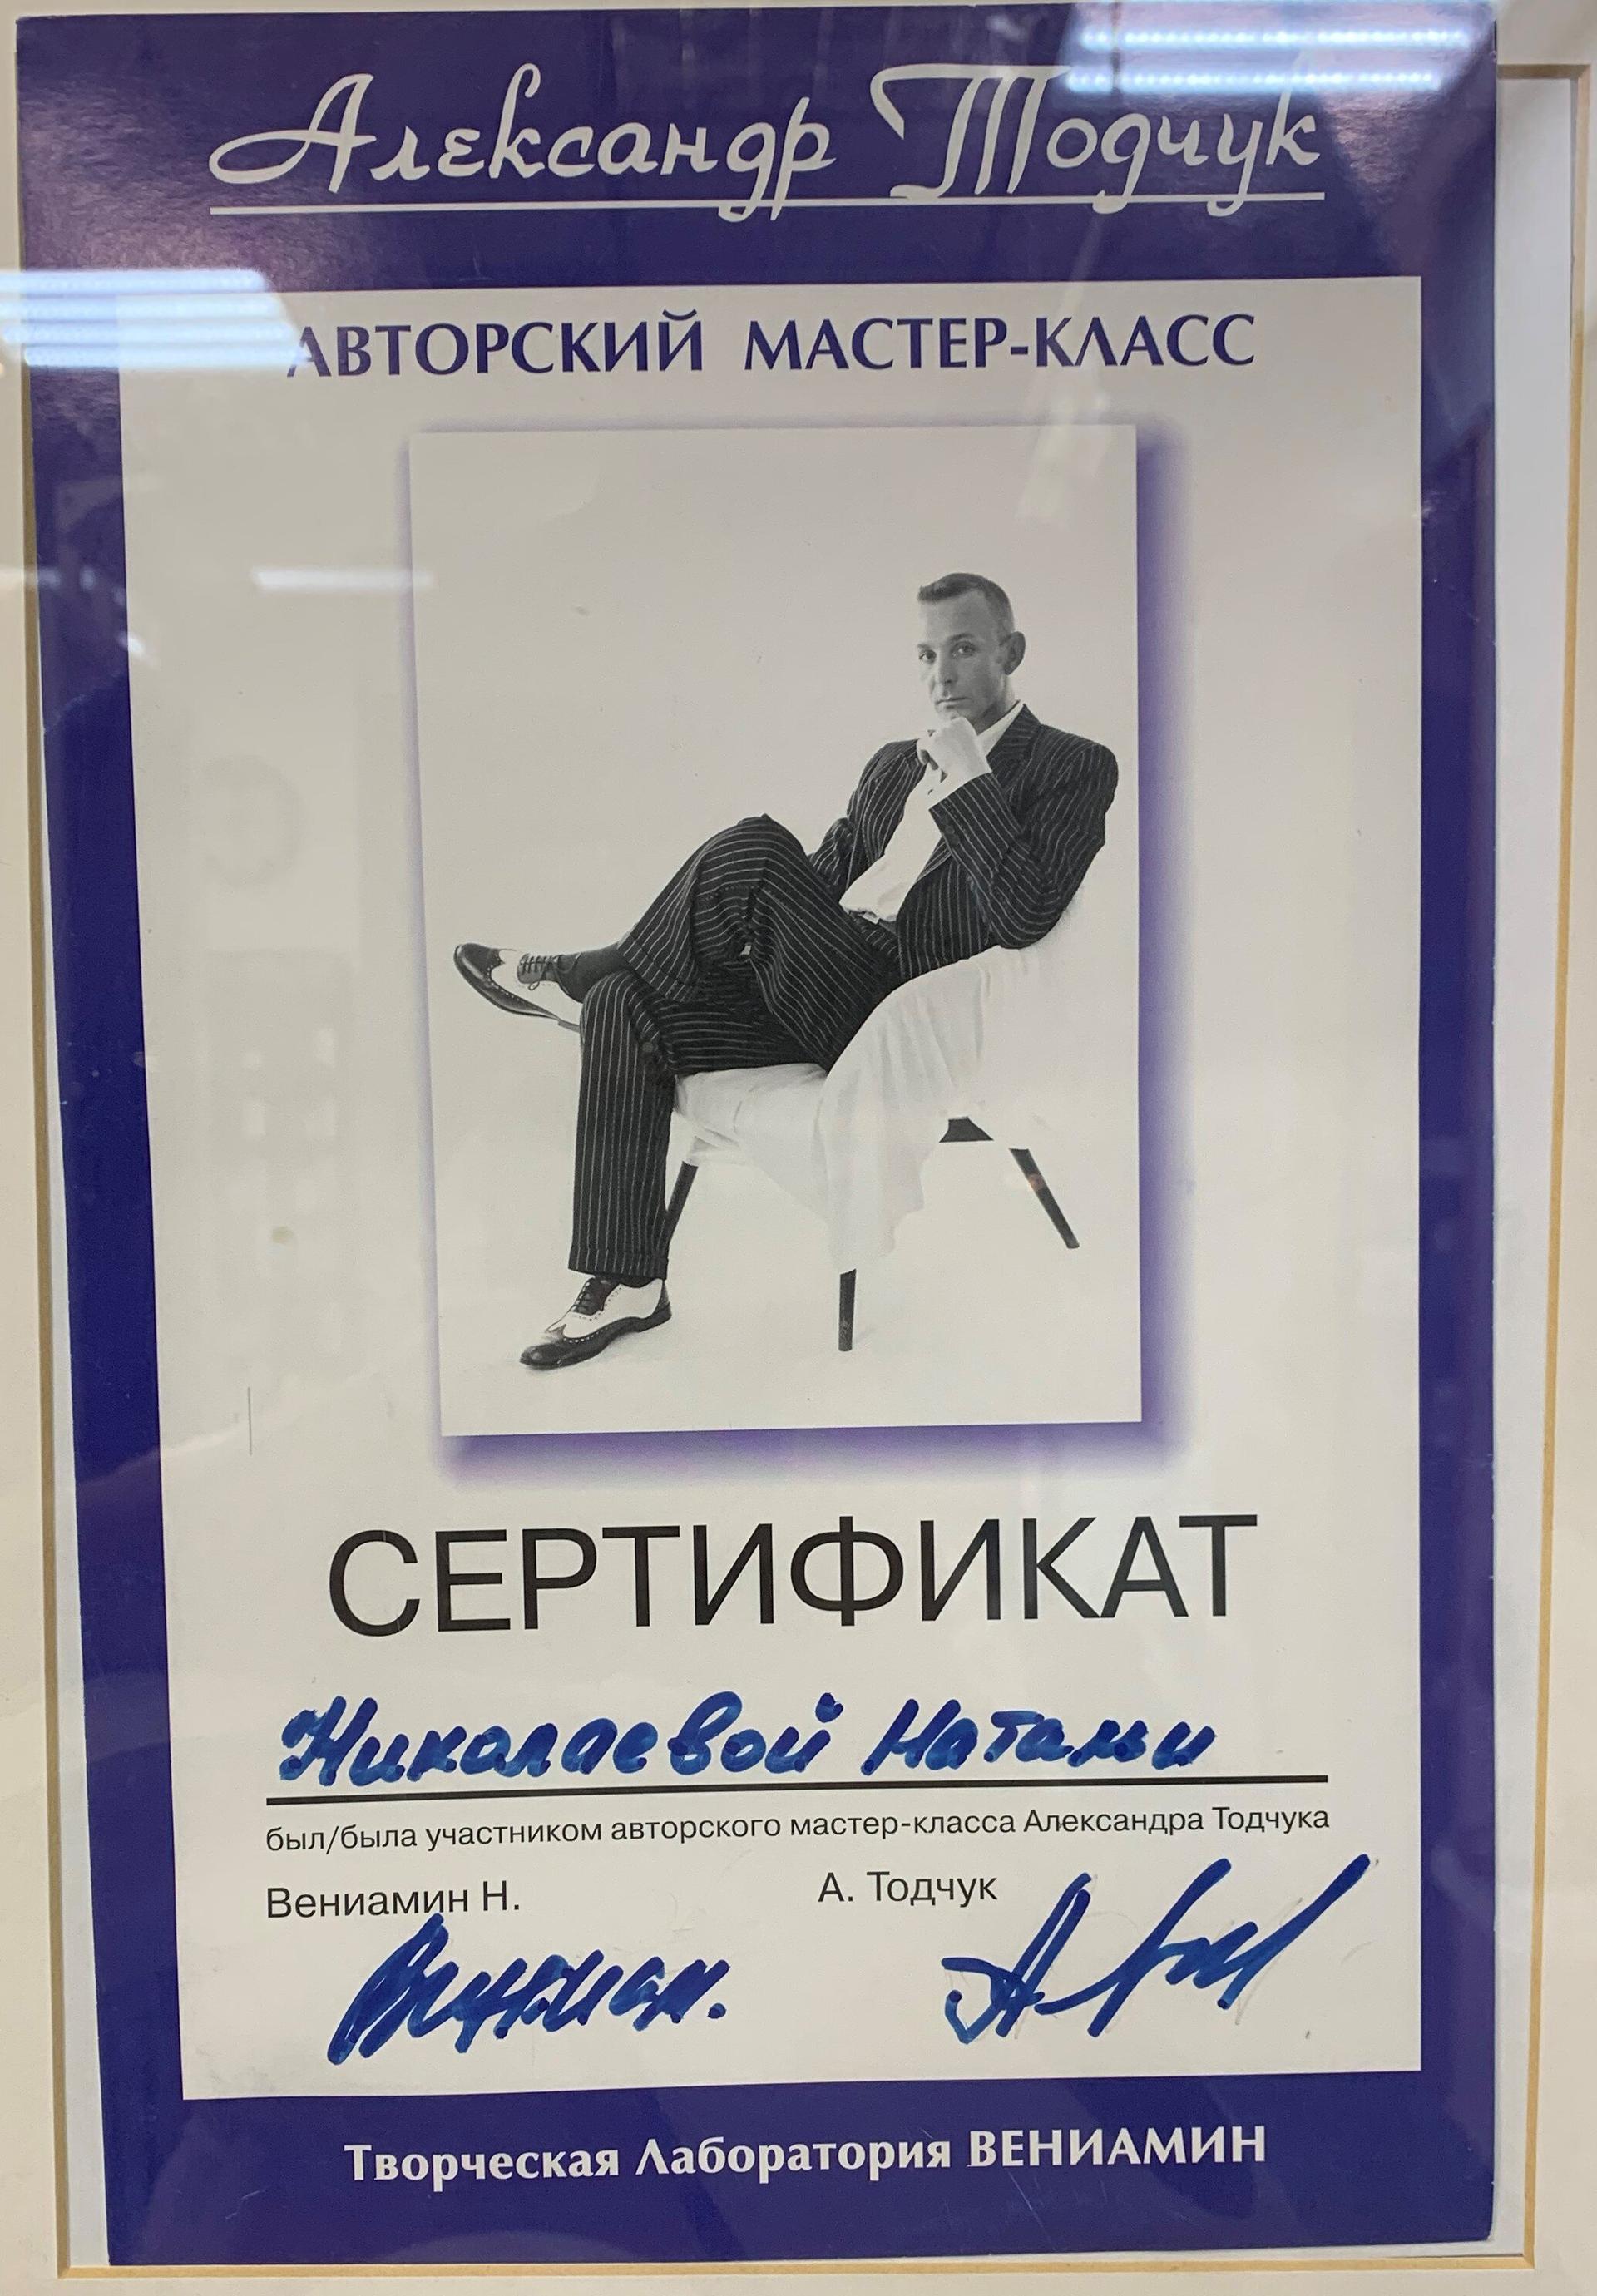 Александр Тодчук
АВТОРСКИЙ МАСТЕР-КЛАСС
СЕРТИФИКАТ
Николаевой Натальи
был/была участником авторского мастер-класса Александра Тодчука
Вениамин Н. А. Тодчук
Вениамин.
Творческая Лаборатория ВЕНИАМИН